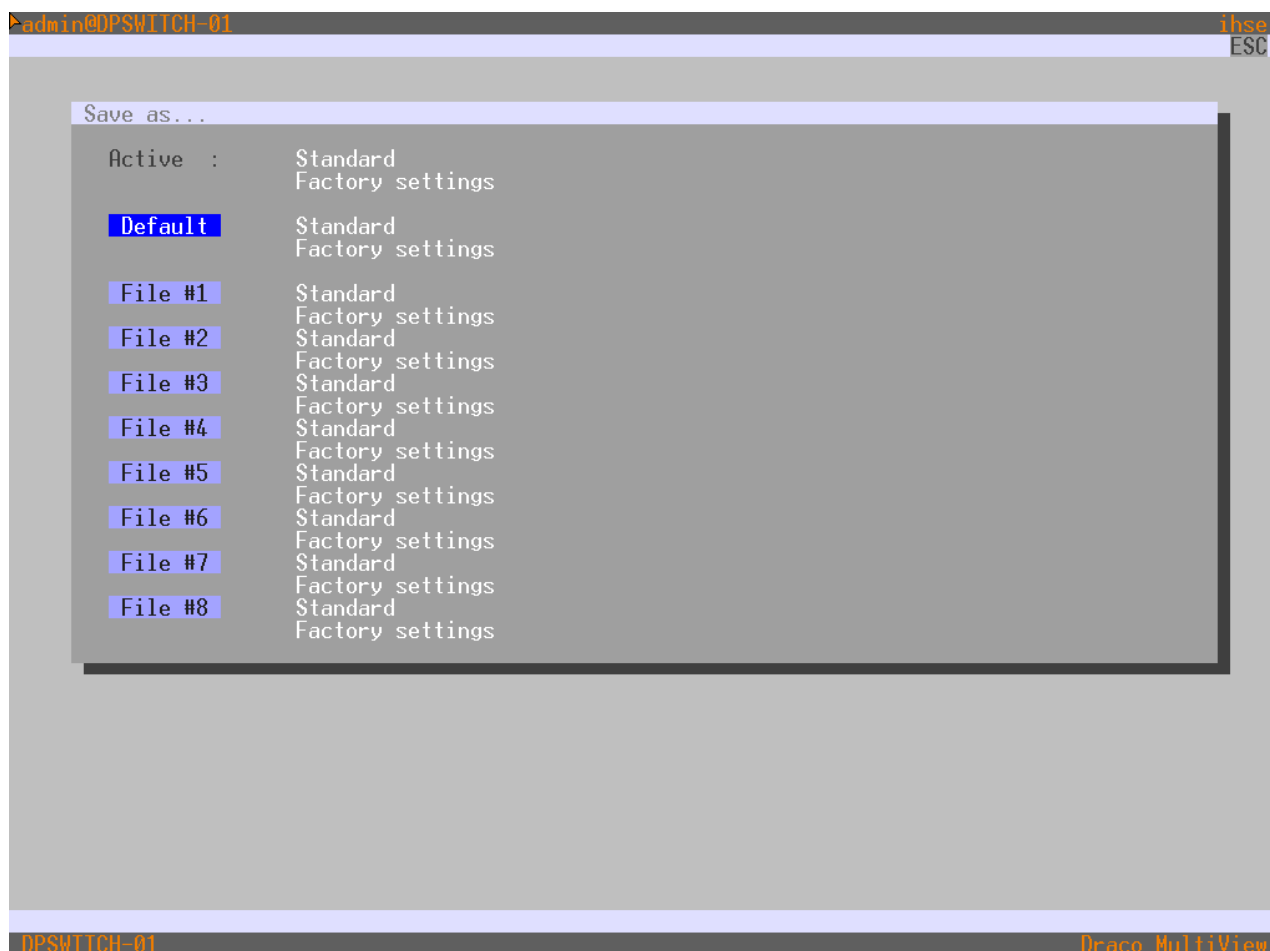 admin@DPSWITCH-01 ihse
ESC
Save as...
Active : Standard
Factory settings
Default Standard
Factory settings
File #1 Standard
Factory settings
File #2 Standard
Factory settings
File #3 Standard
Factory settings
File #4 Standard
Factory settings
File #5 Standard
Factory settings
File #6 Standard
Factory settings
File #7 Standard
Factory settings
File #8 Standard
Factory settings
DPSWITCH-01 Draco MultiView